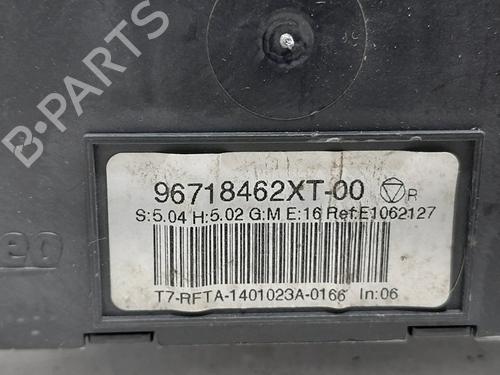 B-PARTS
96718462XT-00 R
S:5.04 H:5.02 G:M E:16 Ref:E1062127
T7-RFTA-1401023A-0166 In:06